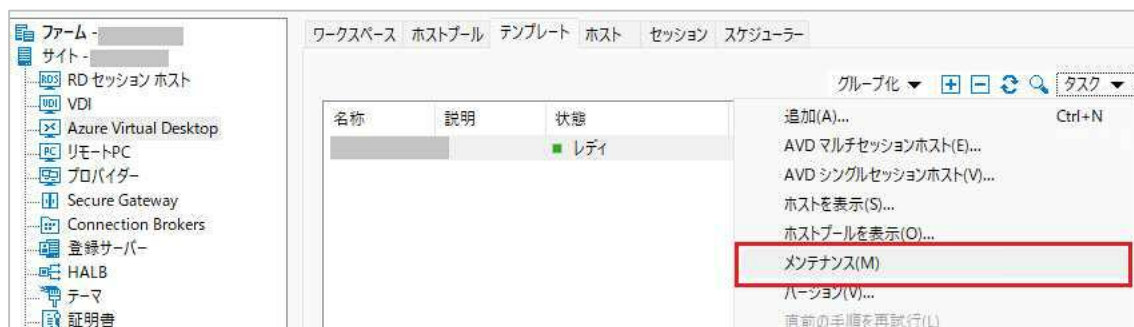 ファーム -
サイト -
RD セッション ホスト
VDI
Azure Virtual Desktop
リモートPC
プロバイダー
Secure Gateway
Connection Brokers
登録サーバー
HALB
テーマ
証明書
ワークスペース ホストプール テンプレート ホスト セッション スケジューラー
グループ化 タスク
名称 説明 状態
レディ
追加(A)... Ctrl+N
AVD マルチセッションホスト(E)...
AVD シングルセッションホスト(V)...
ホストを表示(S)...
ホストプールを表示(O)...
メンテナンス(M)
バージョン(V)...
直前の手順を再試行(L)